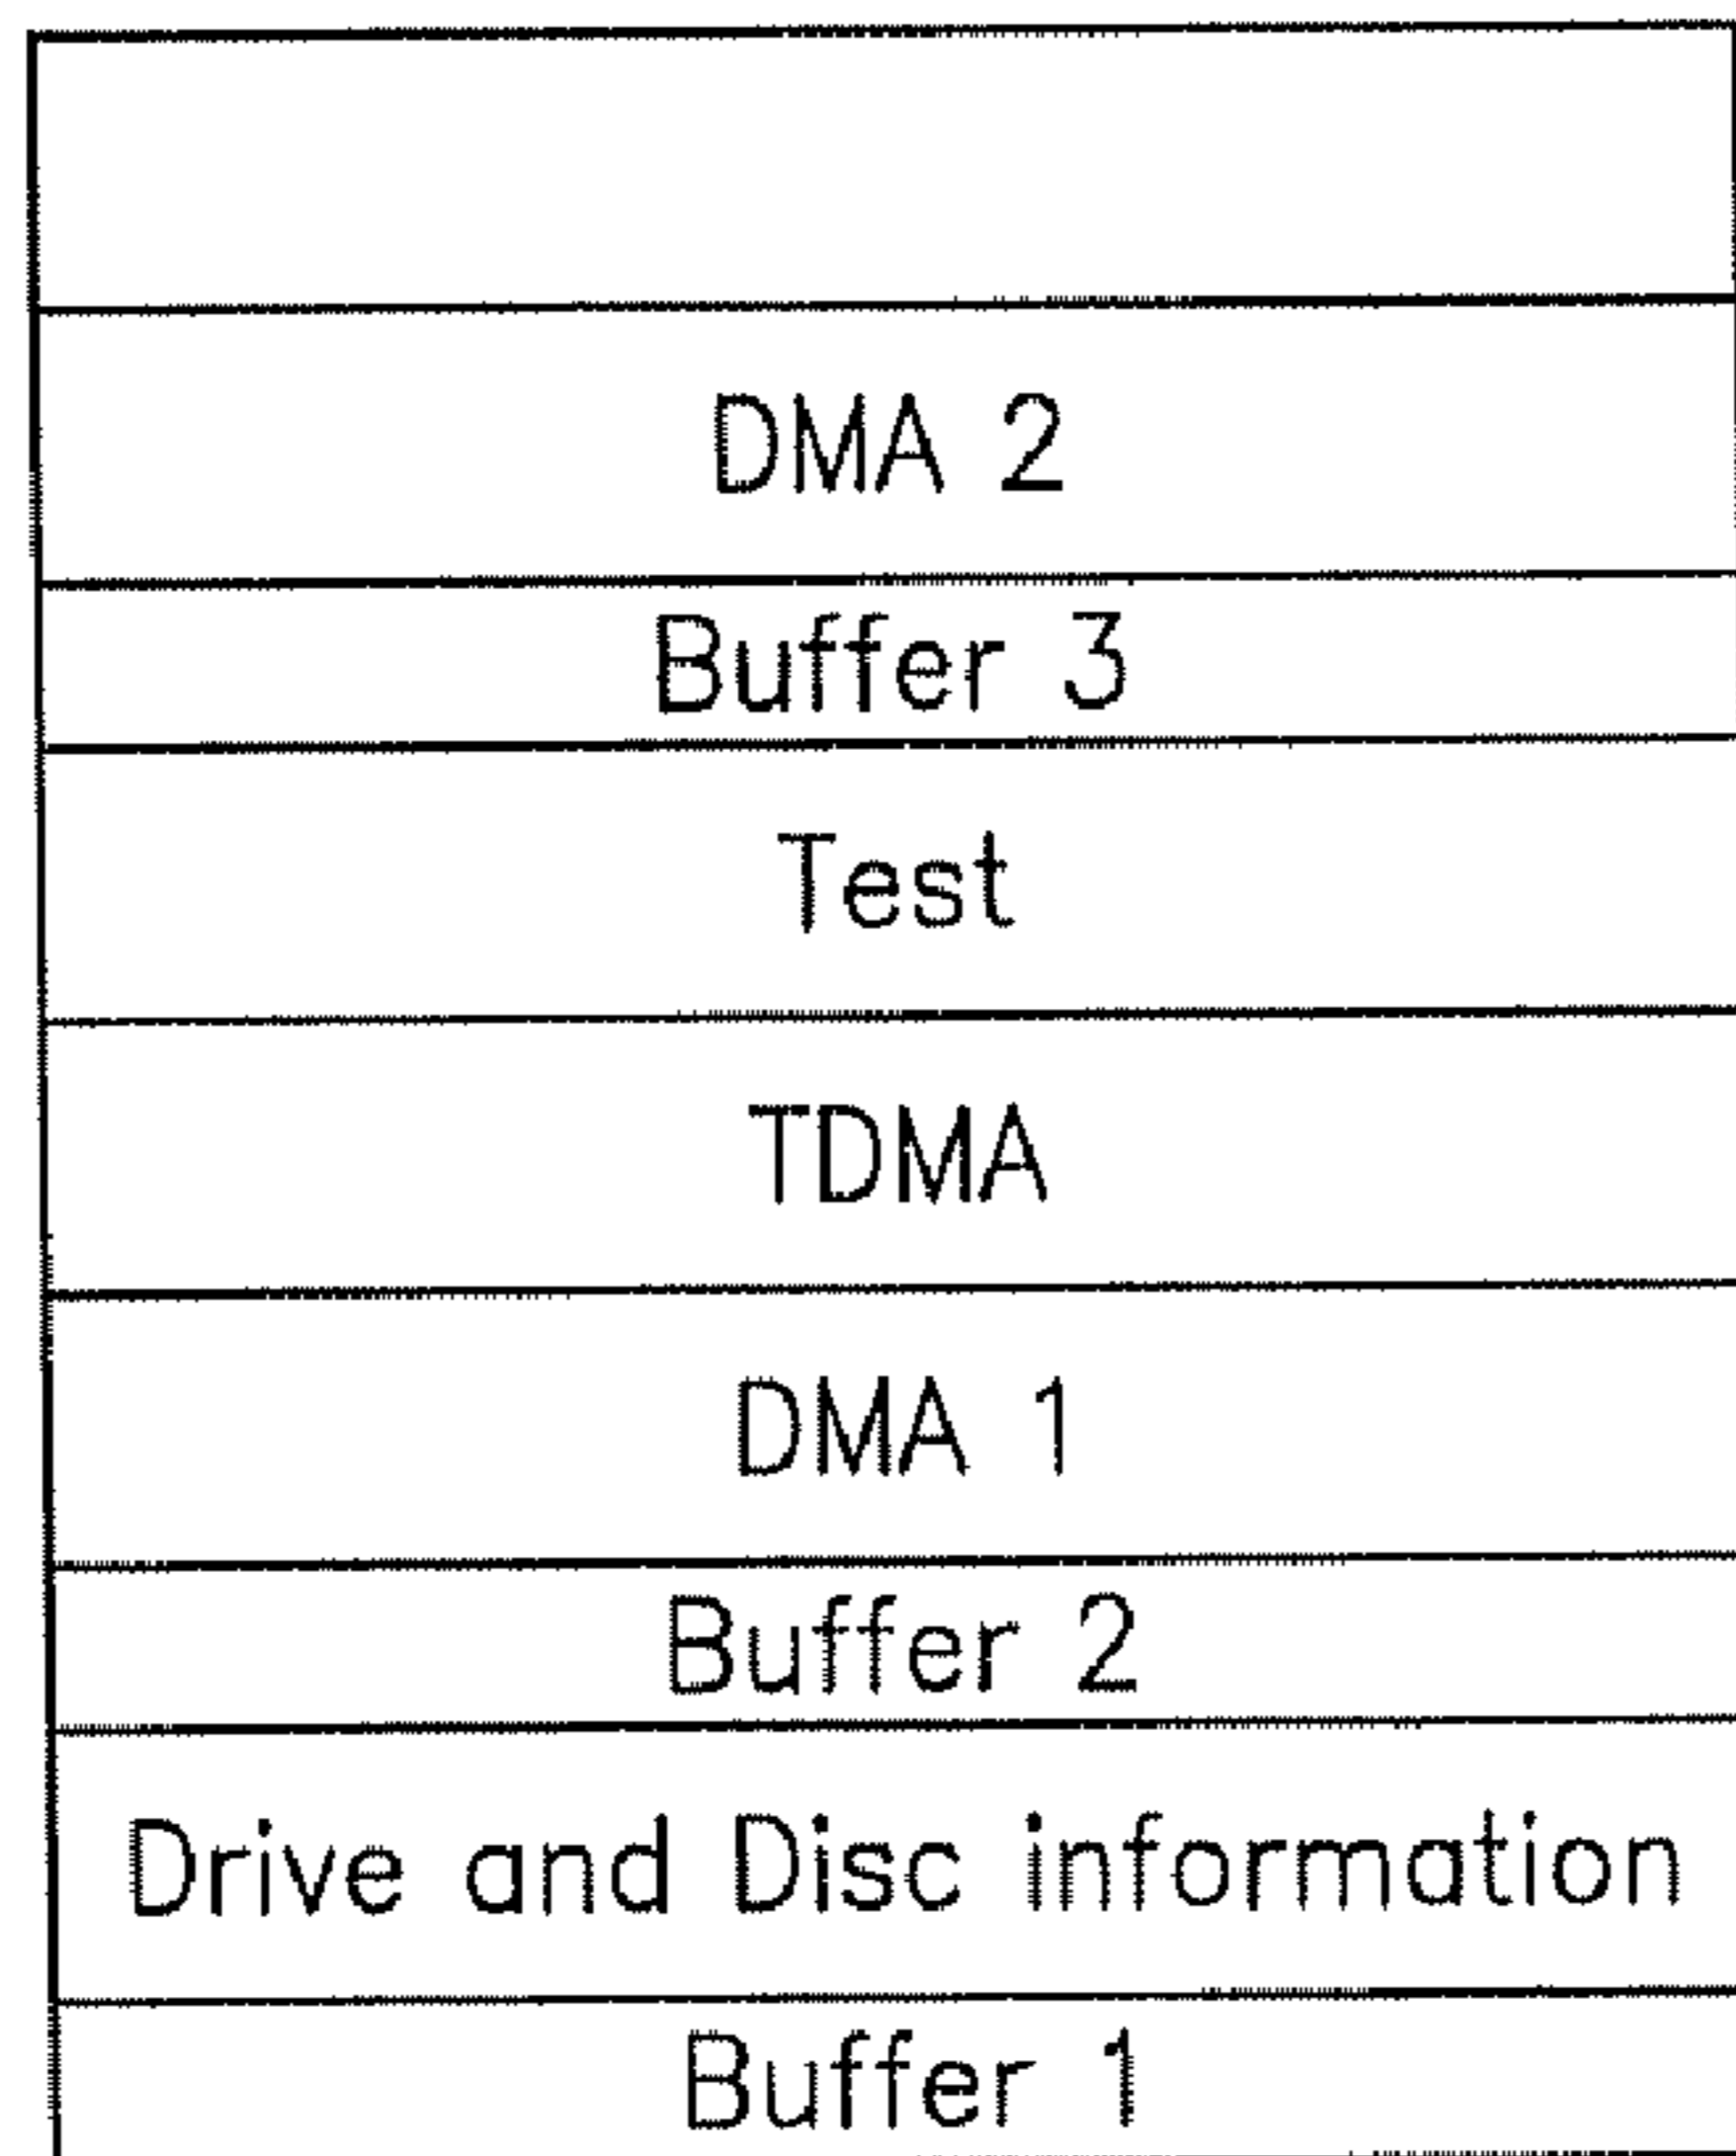 DMA 2
Buffer 3
Test
TDMA
DMA 1
Buffer 2
Drive and Disc information
Buffer 1